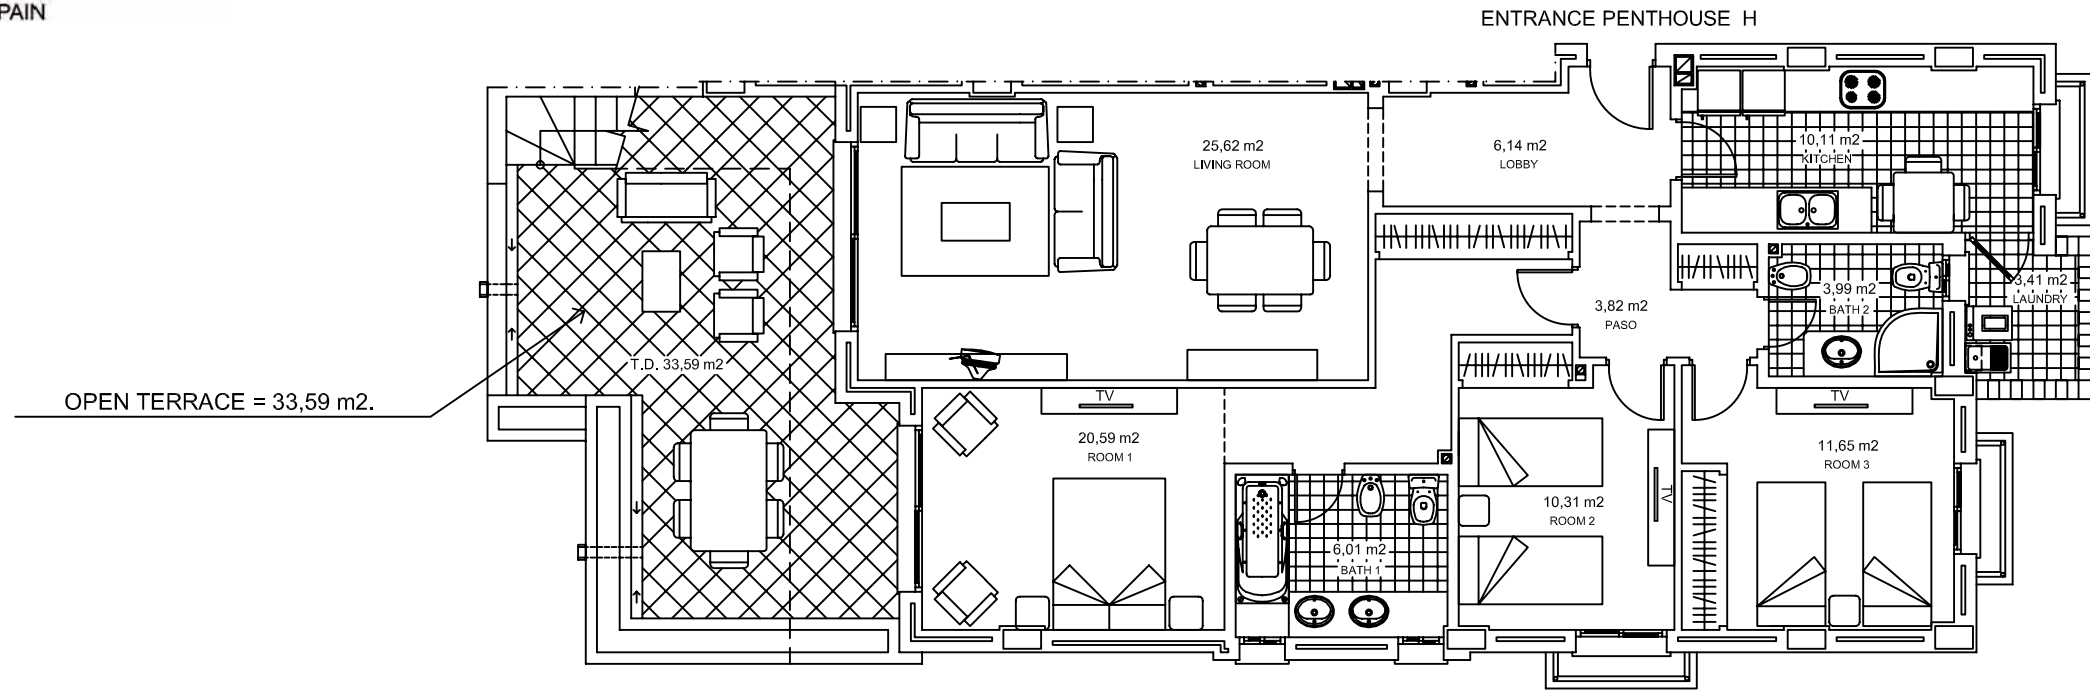 PAIN
ENTRANCE PENTHOUSE H
25,62 m2
LIVING ROOM
6,14 m2
LOBBY
10,11 m2
KITCHEN
3,82 m2
PASO
3,99 m2
BATH 2
3,41 m2
LAUNDRY
T.D. 33,59 m2
OPEN TERRACE = 33,59 m2.
TV
20,59 m2
ROOM 1
6,01 m2
BATH 1
10,31 m2
ROOM 2
TV
TV
11,65 m2
ROOM 3